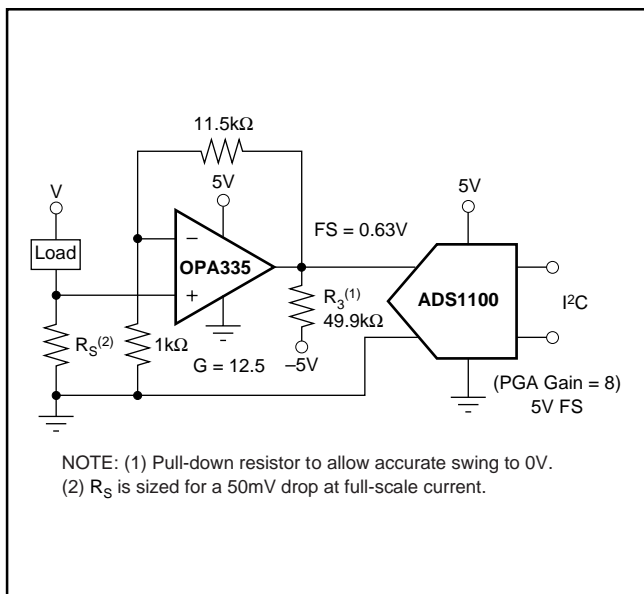 11.5kΩ
V
5V
5V
Load
FS = 0.63V
−
OPA335
+
R3(1)
49.9kΩ
ADS1100
I²C
RS(2)
1kΩ
G = 12.5
–5V
(PGA Gain = 8)
5V FS
NOTE: (1) Pull-down resistor to allow accurate swing to 0V.
(2) RS is sized for a 50mV drop at full-scale current.